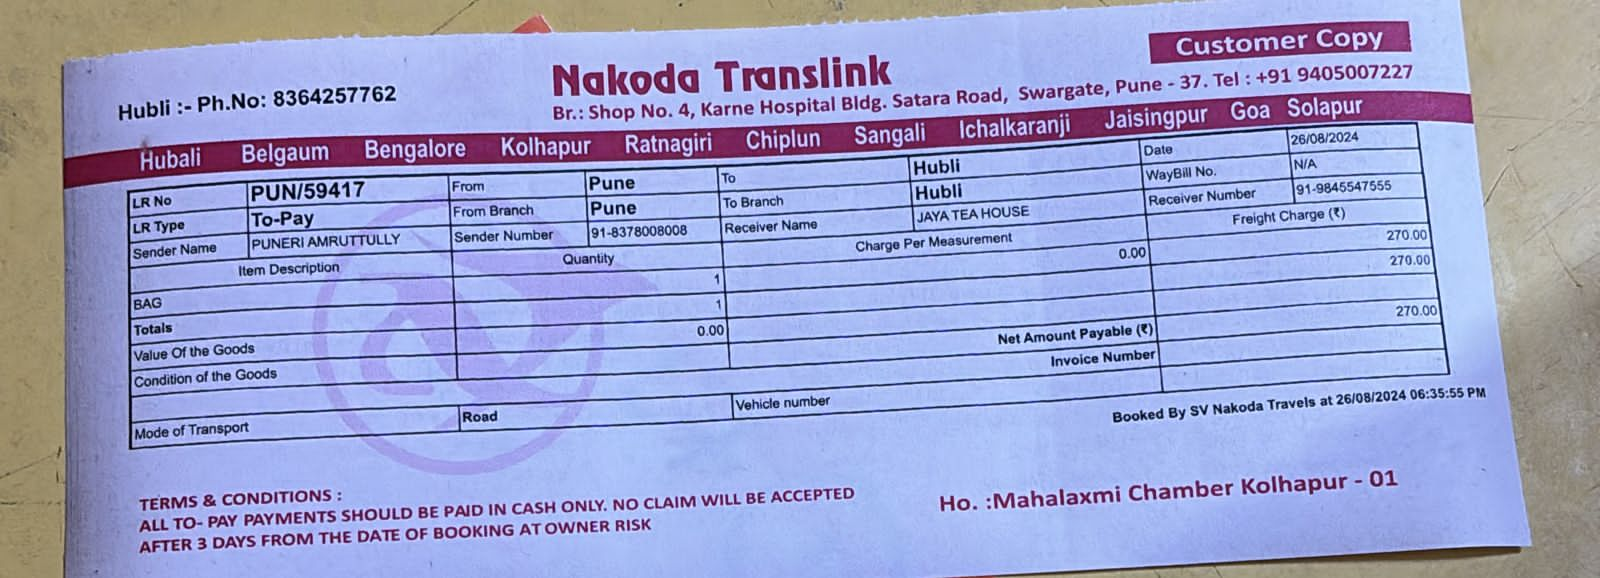 Customer Copy
Hubli :- Ph.No: 8364257762
Nakoda Translink
Br.: Shop No. 4, Karne Hospital Bldg. Satara Road, Swargate, Pune - 37. Tel : +91 9405007227
Hubali Belgaum Bengalore Kolhapur Ratnagiri Chiplun Sangali Ichalkaranji Jaisingpur Goa Solapur
LR No PUN/59417 From Pune To Hubli Date 26/08/2024
LR Type To-Pay From Branch Pune To Branch Hubli WayBill No. N/A
Sender Name PUNERI AMRUTTULLY Sender Number 91-8378008008 Receiver Name JAYA TEA HOUSE Receiver Number 91-9845547555
Item Description Quantity Charge Per Measurement Freight Charge (₹)
BAG 1 0.00 270.00
Totals 1 270.00
Value Of the Goods 0.00 Net Amount Payable (₹) 270.00
Condition of the Goods Invoice Number
Mode of Transport Road Vehicle number
Booked By SV Nakoda Travels at 26/08/2024 06:35:55 PM
TERMS & CONDITIONS :
ALL TO- PAY PAYMENTS SHOULD BE PAID IN CASH ONLY. NO CLAIM WILL BE ACCEPTED
AFTER 3 DAYS FROM THE DATE OF BOOKING AT OWNER RISK
Ho. :Mahalaxmi Chamber Kolhapur - 01